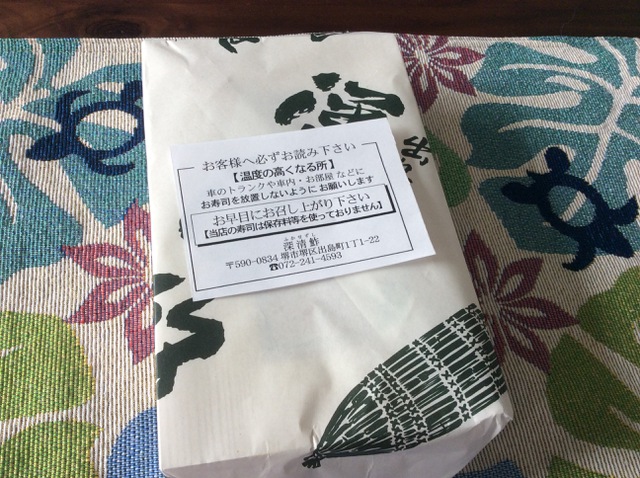 お客様へ必ずお読み下さい
【温度の高くなる所】
車のトランクや車内・お部屋 などに
お寿司を放置しないように お願いします
お早目にお召し上がり下さい
【当店の寿司は保存料等を使っておりません】
ふかせずし
深清鮓
〒590-0834 堺市堺区出島町1丁1-22
☎072-241-4593